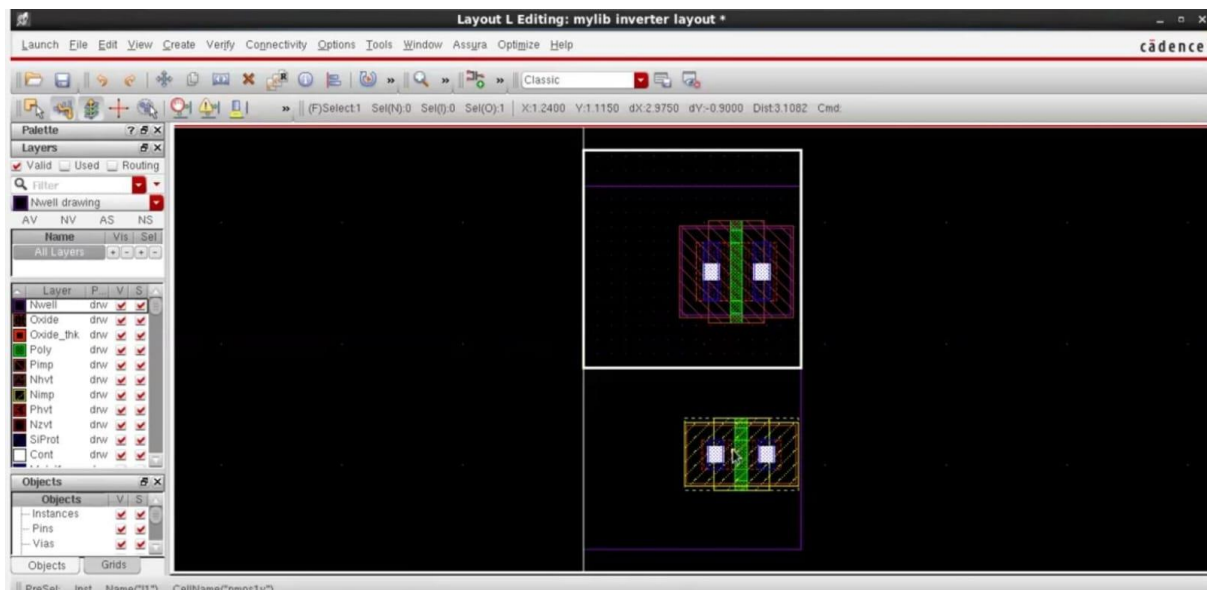 Layout L Editing: mylib inverter layout *
Launch File Edit View Create Verify Connectivity Options Tools Window Assura Optimize Help
cādence
» » » Classic
» (F)Select:1 Sel(N):0 Sel(I):0 Sel(O):1 X:1.2400 Y:1.1150 dX:2.9750 dY:-0.9000 Dist:3.1082 Cmd:
Palette
Layers
Valid Used Routing
Filter
Nwell drawing
AV NV AS NS
Name Vis Sel
All Layers
Layer P... V S
Nwell drw
Oxide drw
Oxide_thk drw
Poly drw
Pimp drw
Nhvt drw
Nimp drw
Phvt drw
Nzvt drw
SiProt drw
Cont drw
Objects
Objects V S
Instances
Pins
Vias
Objects Grids
PreSel: Inst Name("I1") CellName("nmos1v")